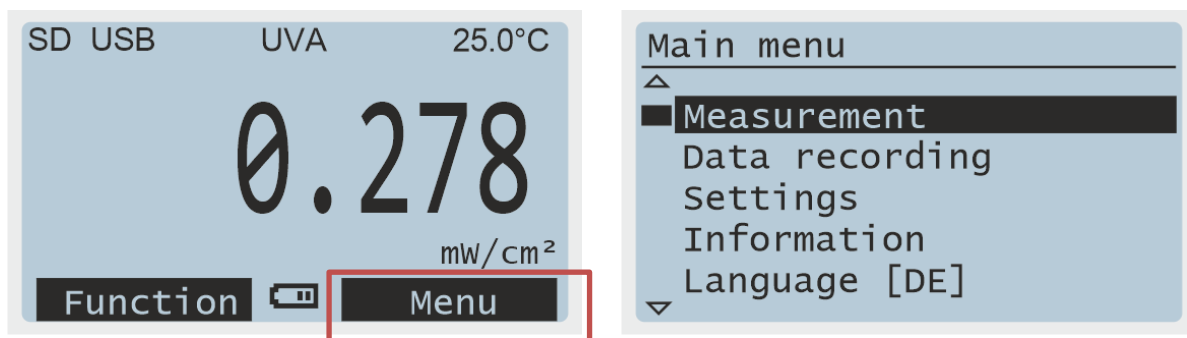 SD USB UVA 25.0°C
0.278
mW/cm²
Function Menu
Main menu
Measurement
Data recording
Settings
Information
Language [DE]